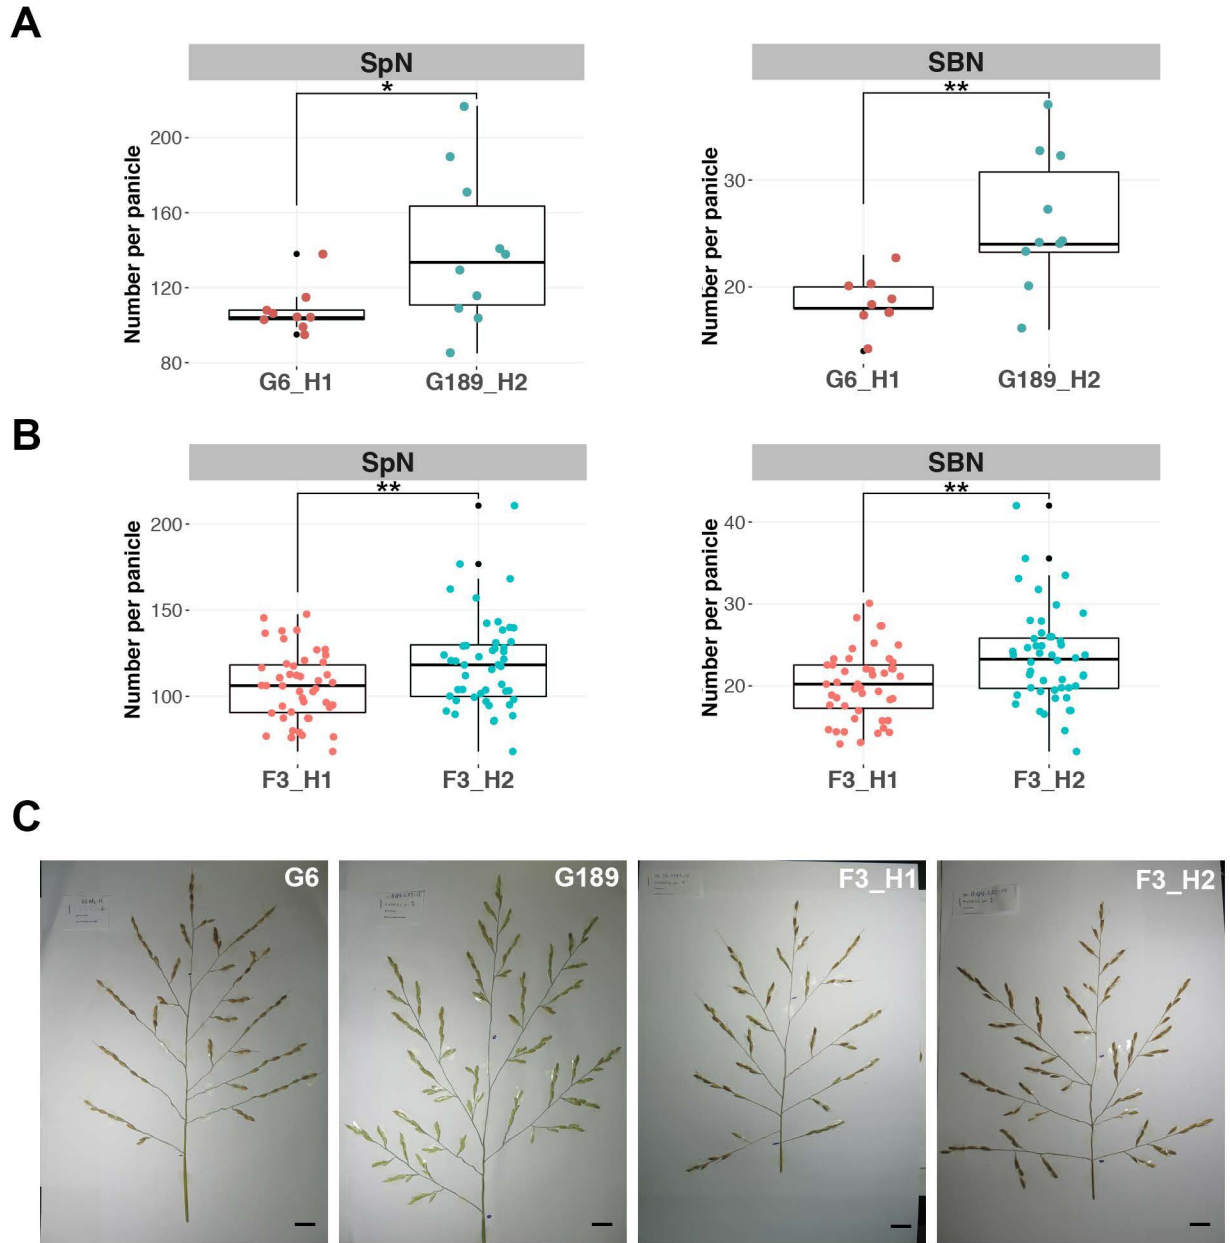 A
SpN
SBN
*
**
Number per panicle
200
160
120
80
G6_H1
G189_H2
Number per panicle
30
20
G6_H1
G189_H2
B
SpN
SBN
**
**
Number per panicle
200
150
100
F3_H1
F3_H2
Number per panicle
40
30
20
F3_H1
F3_H2
C
G6
G189
F3_H1
F3_H2